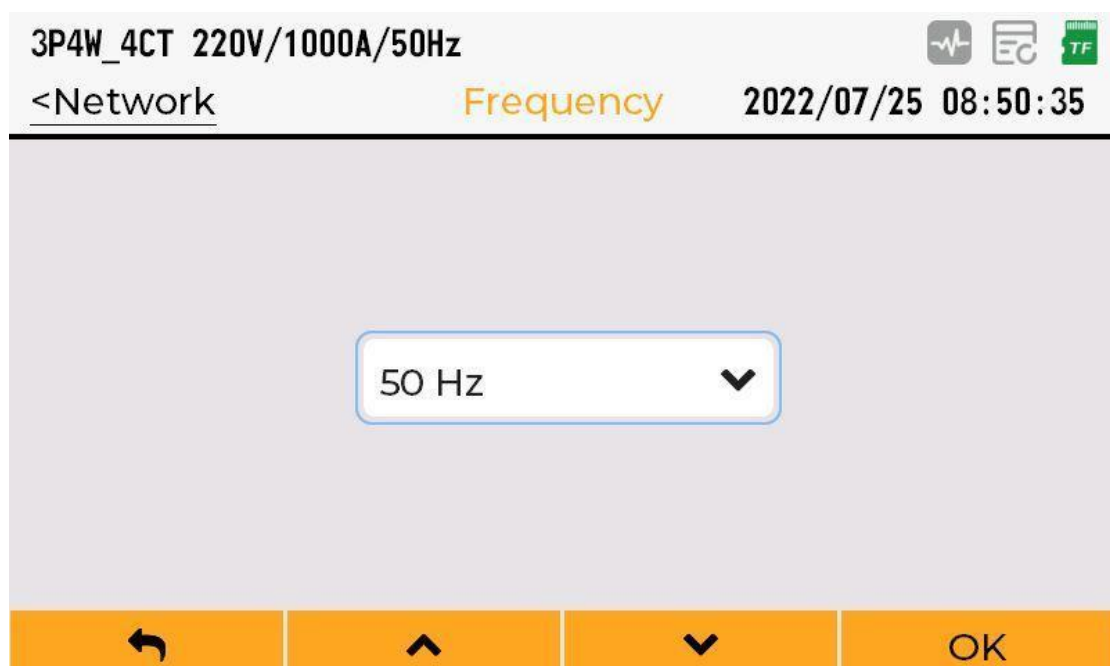 3P4W_4CT 220V/1000A/50Hz
TF
<Network Frequency 2022/07/25 08:50:35
50 Hz
OK